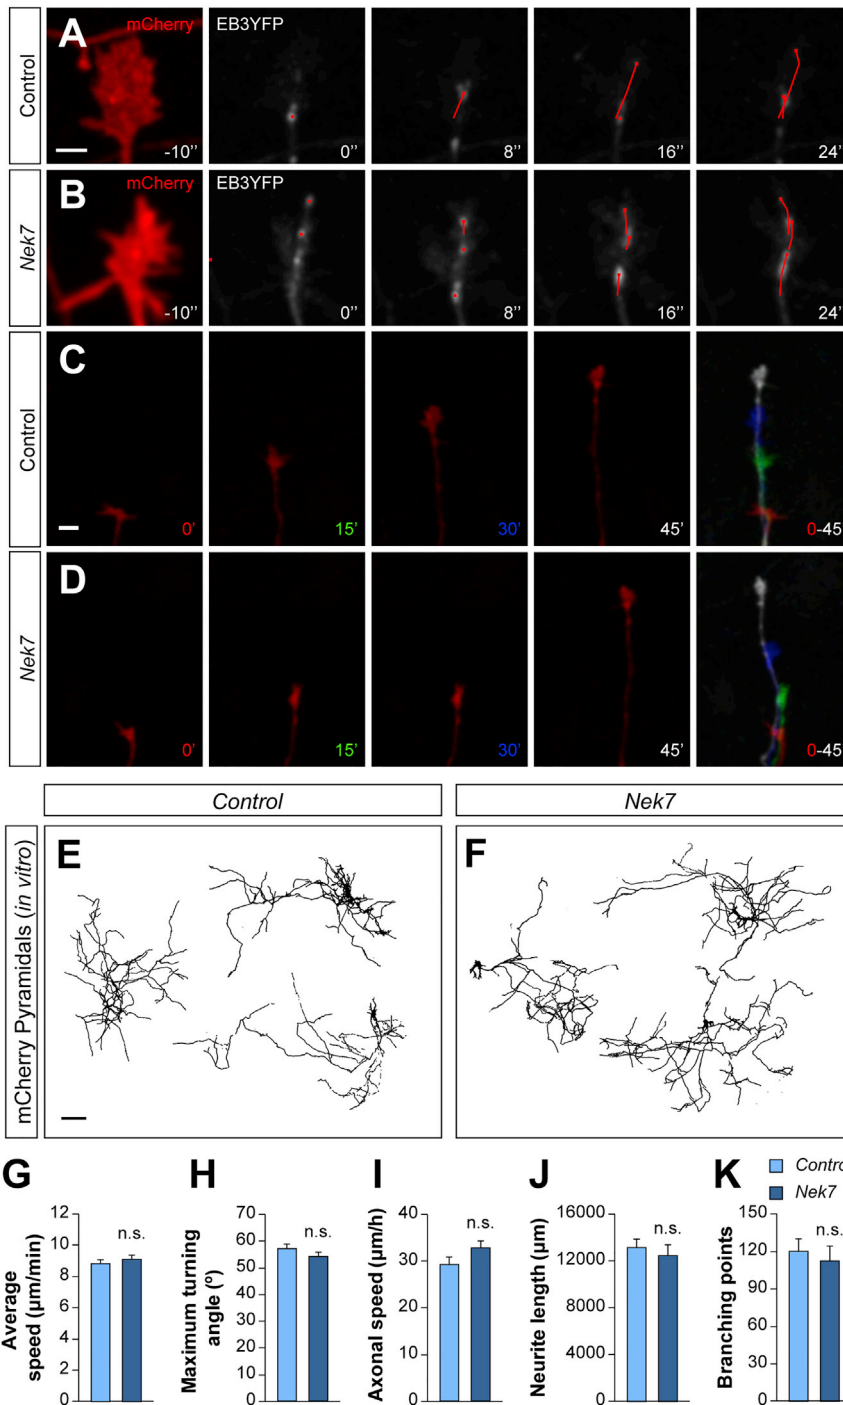 Control
A
mCherry
-10’’
EB3YFP
0’’
8’’
16’’
24’
Nek7
B
mCherry
-10’’
EB3YFP
0’’
8’’
16’’
24’
Control
C
0’
15’
30’
45’
0-45
Nek7
D
0’
15’
30’
45’
0-45
Control
Nek7
mCherry Pyramidals (in vitro)
E
F
G
Average speed (µm/min)
12
10
8
6
4
2
0
n.s.
H
Maximum turning angle (º)
70
60
50
40
30
20
10
0
n.s.
I
Axonal speed (µm/h)
40
30
20
10
0
n.s.
J
Neurite length (µm)
16000
12000
8000
4000
0
n.s.
K
Contro
Nek7
Branching points
150
120
90
60
30
0
n.s.